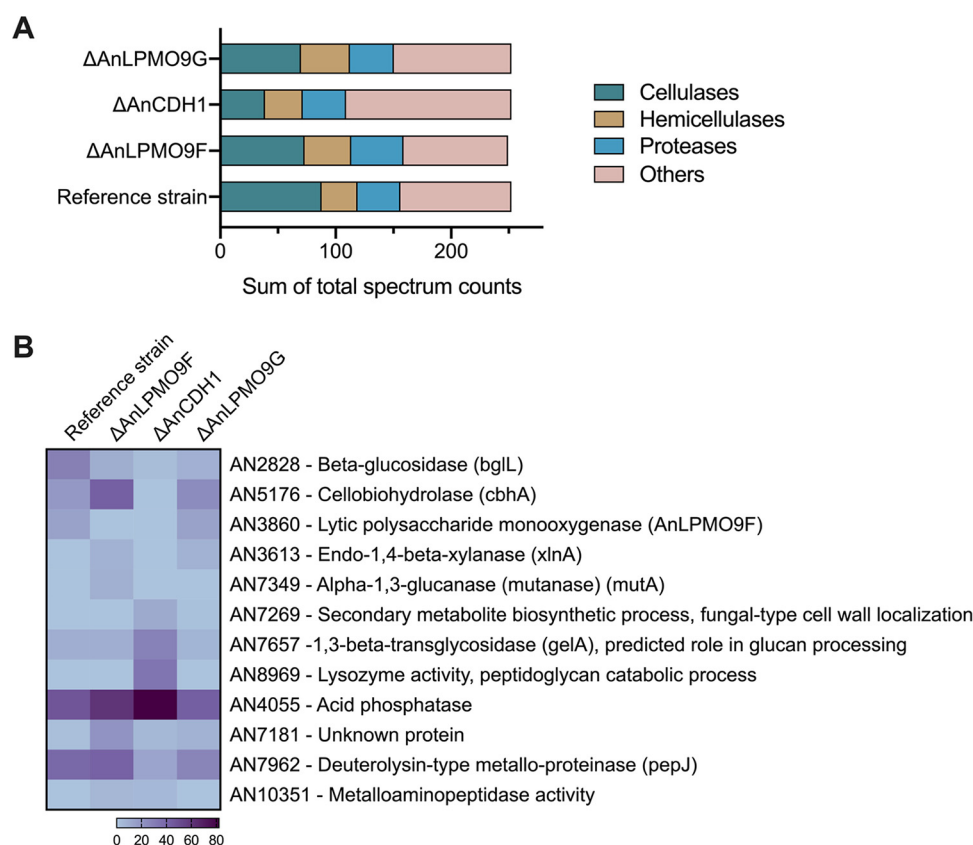 A
ΔAnLPMO9G
ΔAnCDH1
ΔAnLPMO9F
Reference strain
0 100 200
Sum of total spectrum counts
Cellulases
Hemicellulases
Proteases
Others
B
Reference strain
ΔAnLPMO9F
ΔAnCDH1
ΔAnLPMO9G
AN2828 - Beta-glucosidase (bglL)
AN5176 - Cellobiohydrolase (cbhA)
AN3860 - Lytic polysaccharide monooxygenase (AnLPMO9F)
AN3613 - Endo-1,4-beta-xylanase (xlnA)
AN7349 - Alpha-1,3-glucanase (mutanase) (mutA)
AN7269 - Secondary metabolite biosynthetic process, fungal-type cell wall localization
AN7657 -1,3-beta-transglycosidase (gelA), predicted role in glucan processing
AN8969 - Lysozyme activity, peptidoglycan catabolic process
AN4055 - Acid phosphatase
AN7181 - Unknown protein
AN7962 - Deuterolysin-type metallo-proteinase (pepJ)
AN10351 - Metalloaminopeptidase activity
0 20 40 60 80